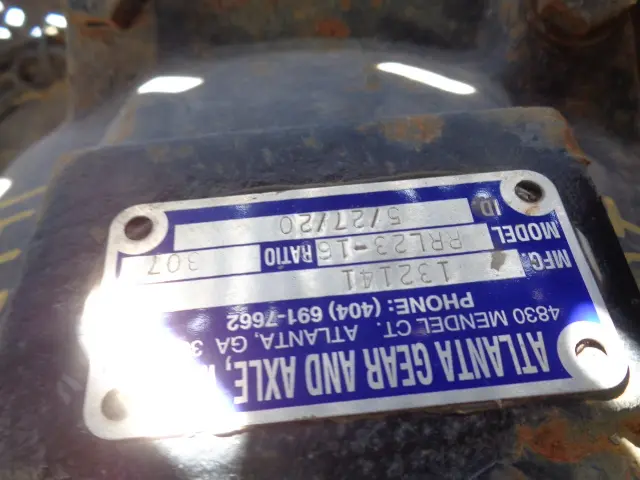 ATLANTA GEAR AND AXLE,
4830 MENDEL CT. ATLANTA, GA
PHONE: (404) 691-7662
MFG. 132141
MODEL RRL23-16 RATIO 307
ID 5/27/20